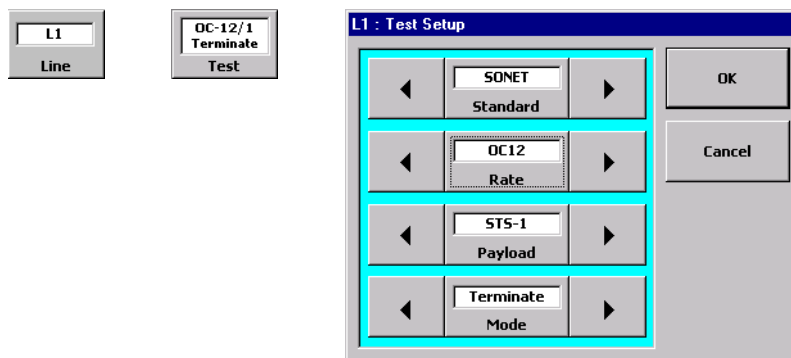 L1
Line
OC-12/1
Terminate
Test
L1 : Test Setup
SONET
Standard
OC12
Rate
STS-1
Payload
Terminate
Mode
OK
Cancel